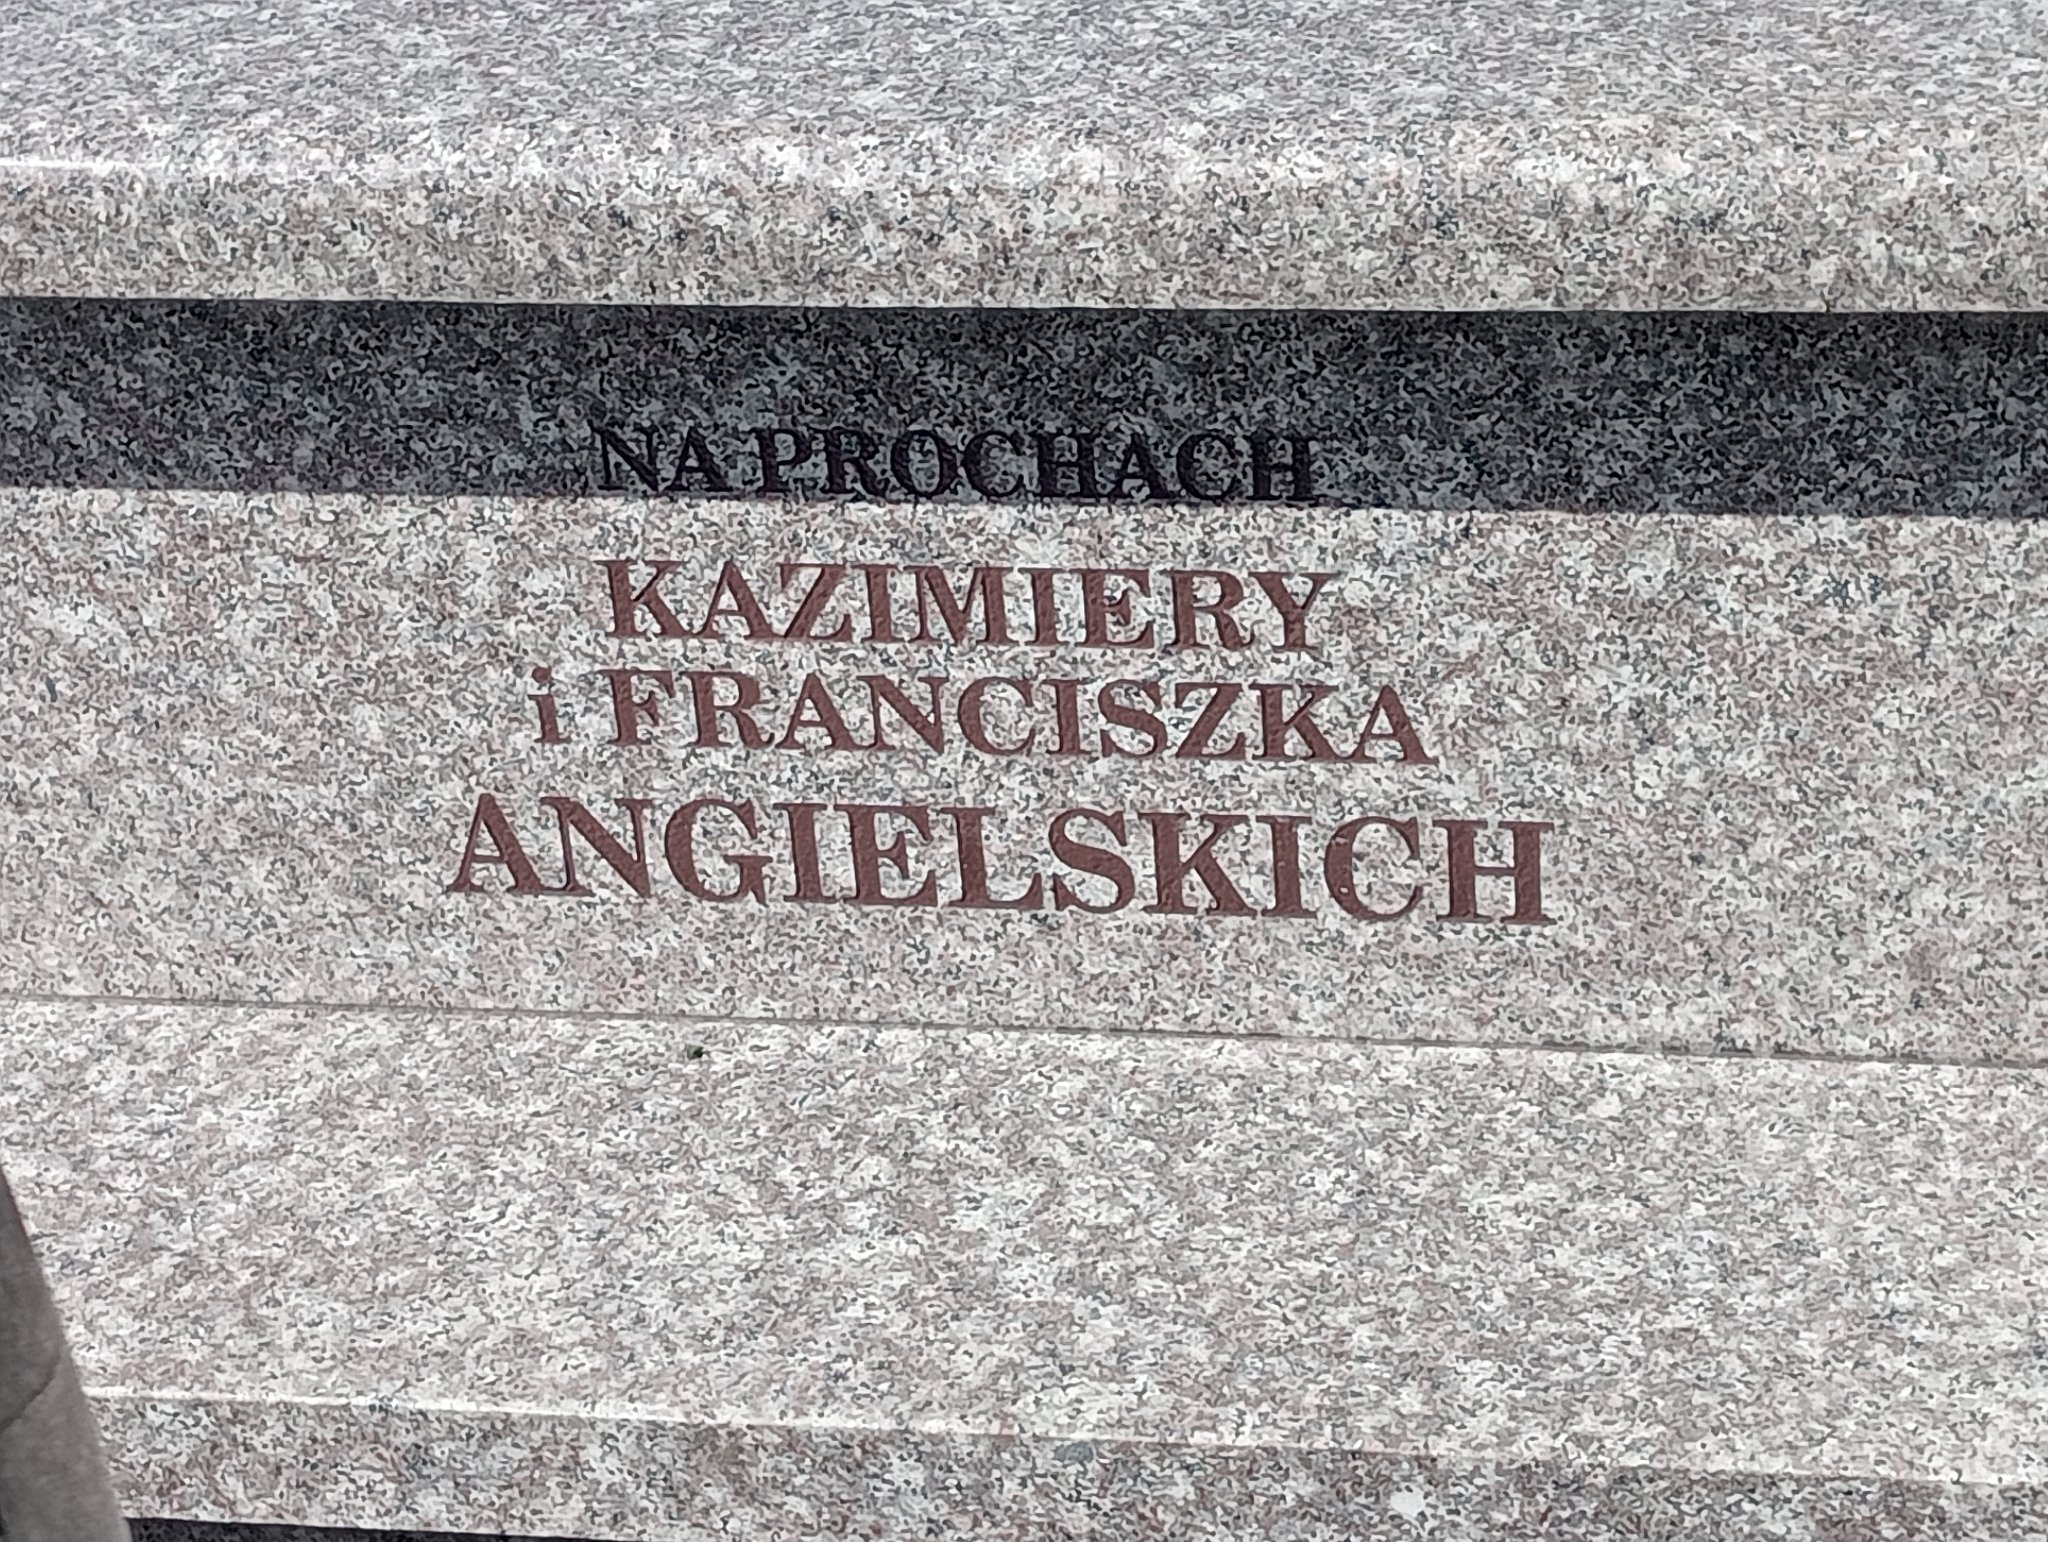 NA PROCHACH
KAZIMIERY
i FRANCISZKA
ANGIELSKICH